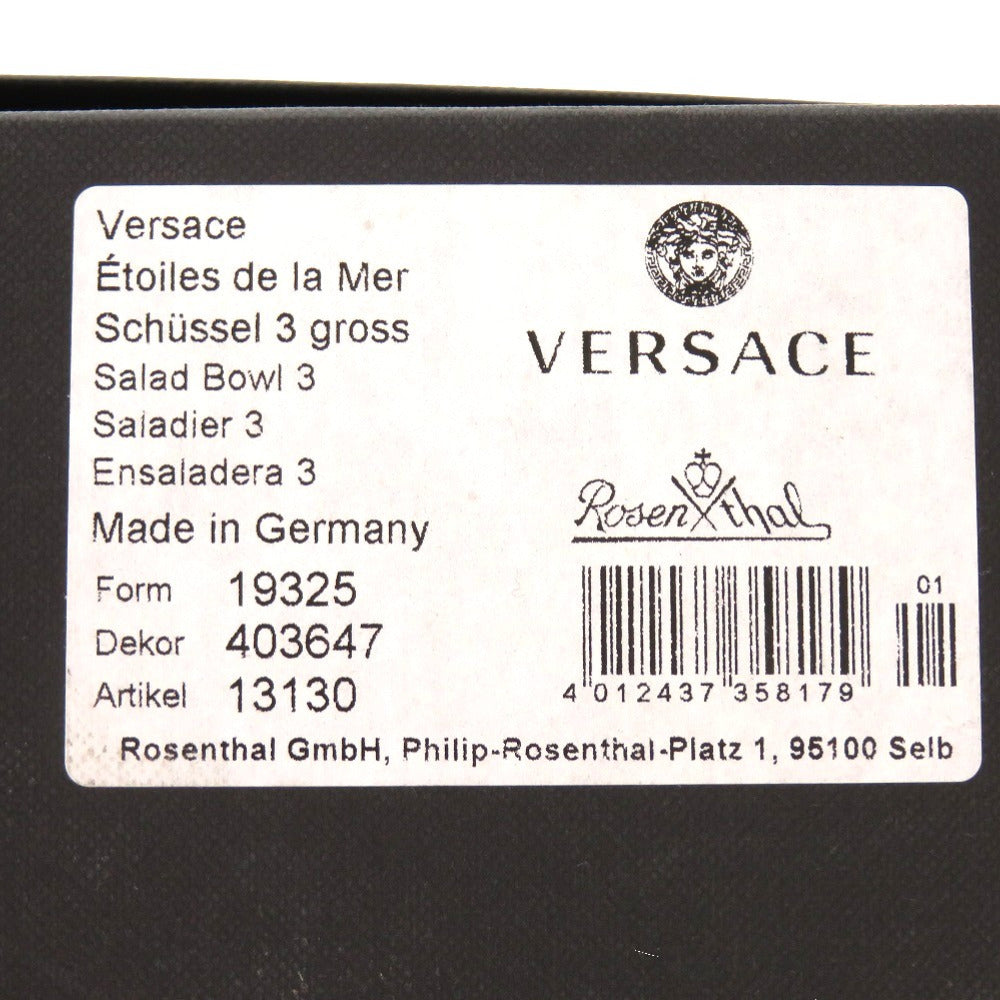 Versace
Étoiles de la Mer
Schüssel 3 gross
Salad Bowl 3
Saladier 3
Ensaladera 3
Made in Germany
Form 19325
Dekor 403647
Artikel 13130
VERSACE
Rosenthal
01
4 012437 358179
Rosenthal GmbH, Philip-Rosenthal-Platz 1, 95100 Selb